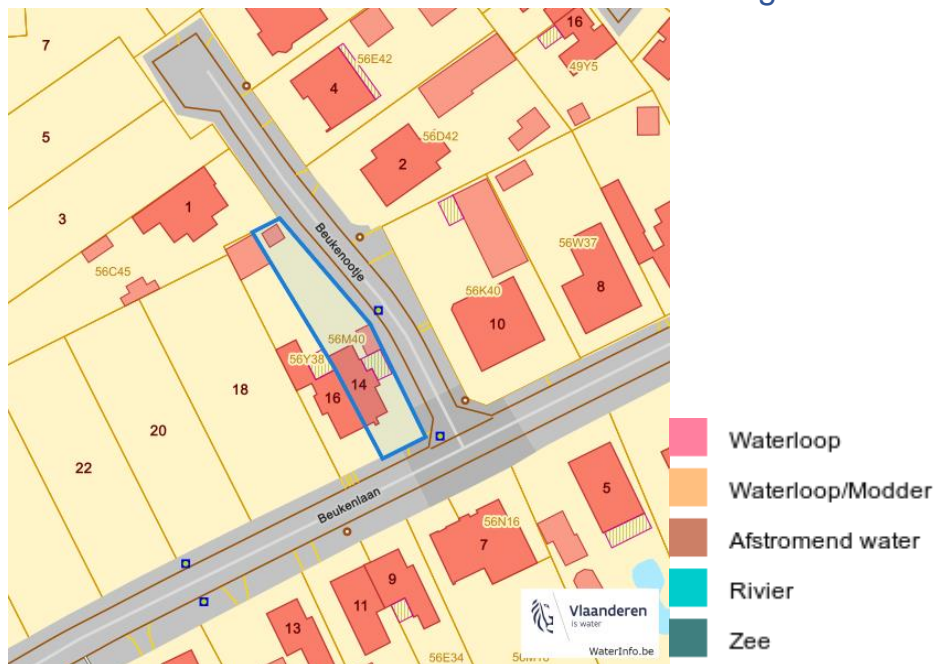 7
16
56E42
49Y5
4
5
56D42
2
1
3
Beukenootje
56W37
56C45
56K40
8
10
56M40
56Y38
14
18
16
20
22
Waterloop
Beukenlaan
5
Waterloop/Modder
56N16
7
Afstromend water
9
11
Vlaanderen
is water
Rivier
13
WaterInfo.be
Zee
56E34